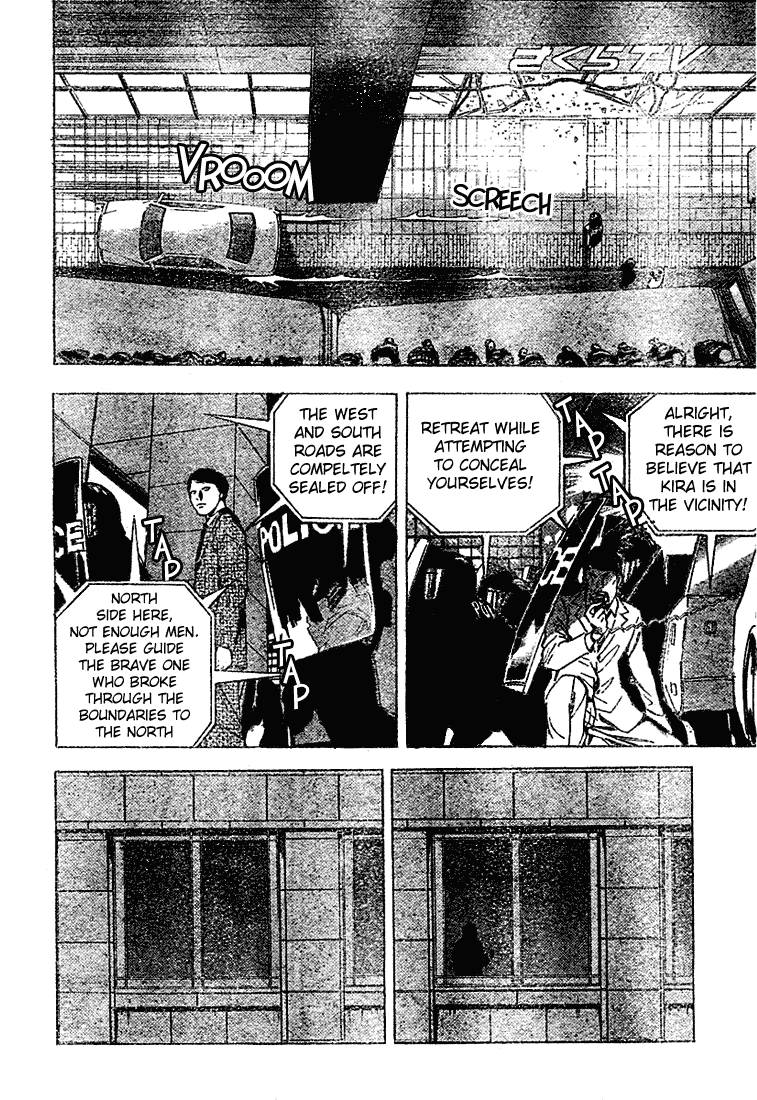 さくらTV
VROOOM
SCREECH
ALRIGHT,
THERE IS
REASON TO
BELIEVE THAT
KIRA IS IN
THE VICINITY!
TAP
TAP
RETREAT WHILE
ATTEMPTING
TO CONCEAL
YOURSELVES!
CE
THE WEST
AND SOUTH
ROADS ARE
COMPELTELY
SEALED OFF!
POLIC
CE
TAP
TAP
NORTH
SIDE HERE,
NOT ENOUGH MEN.
PLEASE GUIDE
THE BRAVE ONE
WHO BROKE
THROUGH THE
BOUNDARIES TO
THE NORTH